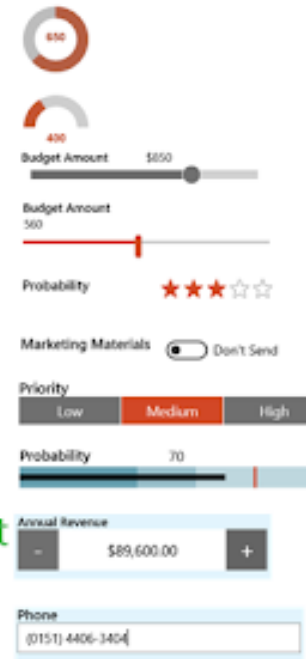 650
400
Budget Amount $850
Budget Amount
560
Probability
Marketing Materials Don't Send
Priority
Low Medium High
Probability 70
t
Annual Revenue
- $89,600.00 +
Phone
(0151) 4406-3404